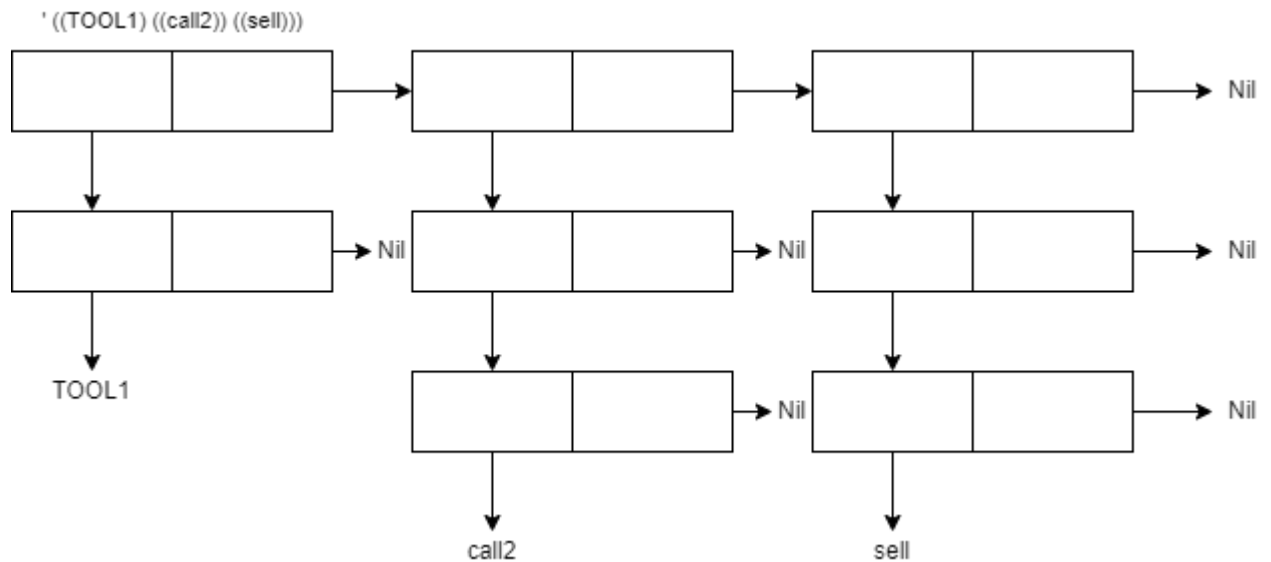 ' ((TOOL1) ((call2)) ((sell)))
Nil
Nil
Nil
Nil
TOOL1
Nil
Nil
call2
sell